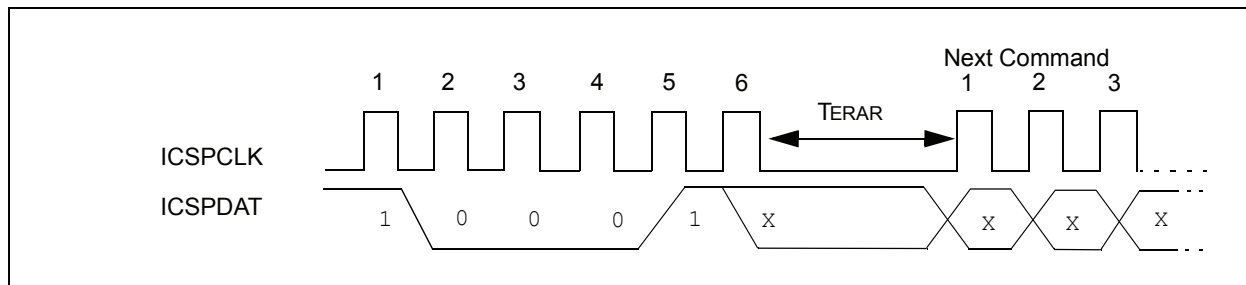 Next Command
1 2 3 4 5 6 1 2 3
TERAR
ICSPCLK
ICSPDAT
1 0 0 0 1 X X X X